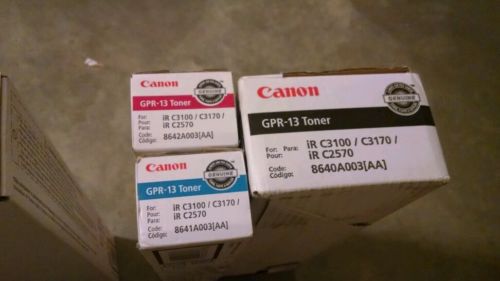 Canon
GPR-13 Toner
For: iR C3100 / C3170 /
Pour:
Para: iR C2570
Code:
Código: 8642A003[AA]
GENUINE
Canon
GPR-13 Toner
For: iR C3100 / C3170 /
Pour:
Para: iR C2570
Code:
Código: 8641A003[AA]
GENUINE
Canon
GPR-13 Toner
For: Para: iR C3100 / C3170 /
Pour: iR C2570
Code:
Código: 8640A003[AA]
GENUINE